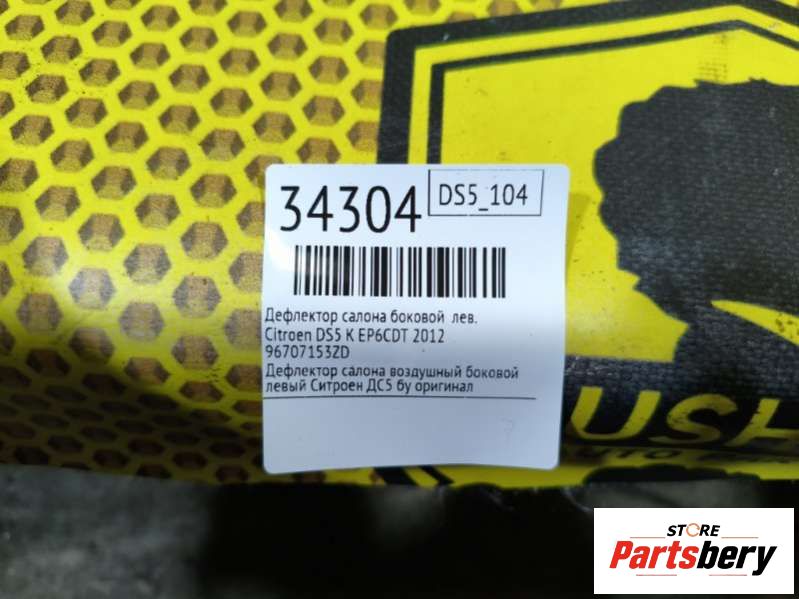 34304
DS5_104
Дефлектор салона боковой лев.
Citroen DS5 K EP6CDT 2012
96707153ZD
Дефлектор салона воздушный боковой
левый Ситроен ДС5 бу оригинал
USH
STORE
Partsbery